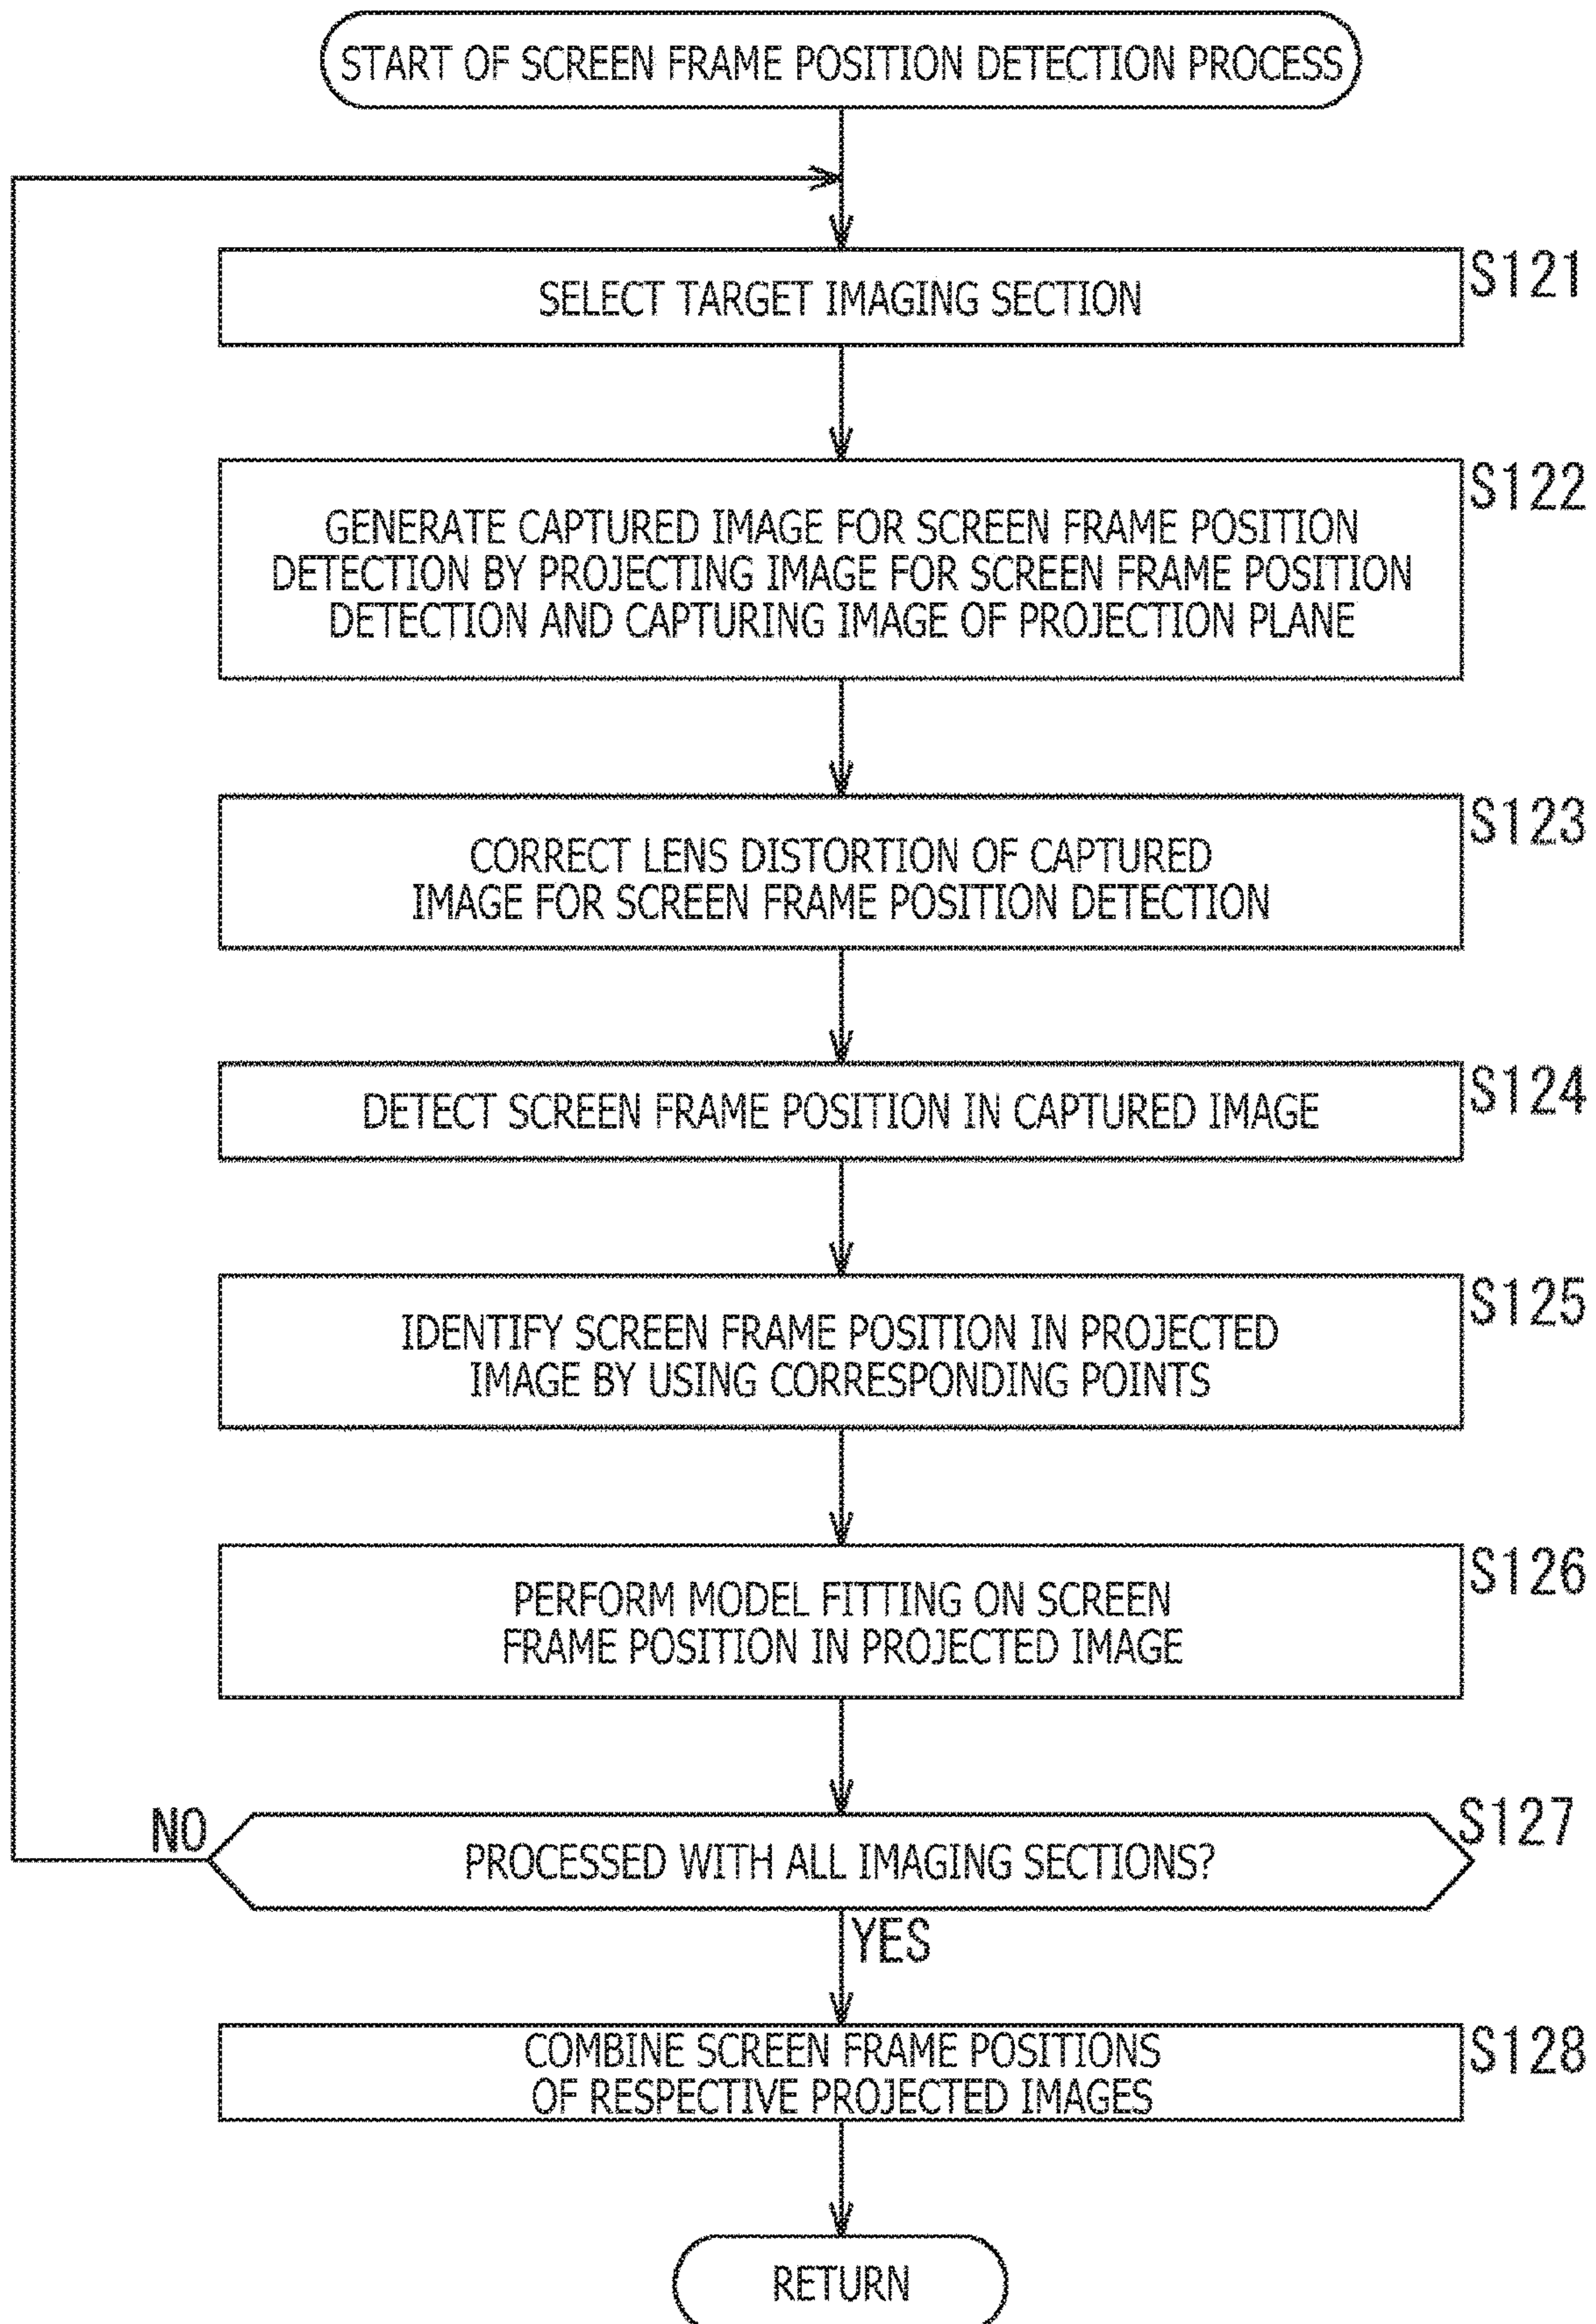 START OF SCREEN FRAME POSITION DETECTION PROCESS
SELECT TARGET IMAGING SECTION
S121
GENERATE CAPTURED IMAGE FOR SCREEN FRAME POSITION
DETECTION BY PROJECTING IMAGE FOR SCREEN FRAME POSITION
DETECTION AND CAPTURING IMAGE OF PROJECTION PLANE
S122
CORRECT LENS DISTORTION OF CAPTURED
IMAGE FOR SCREEN FRAME POSITION DETECTION
S123
DETECT SCREEN FRAME POSITION IN CAPTURED IMAGE
S124
IDENTIFY SCREEN FRAME POSITION IN PROJECTED
IMAGE BY USING CORRESPONDING POINTS
S125
PERFORM MODEL FITTING ON SCREEN
FRAME POSITION IN PROJECTED IMAGE
S126
NO
PROCESSED WITH ALL IMAGING SECTIONS?
S127
YES
COMBINE SCREEN FRAME POSITIONS
OF RESPECTIVE PROJECTED IMAGES
S128
RETURN